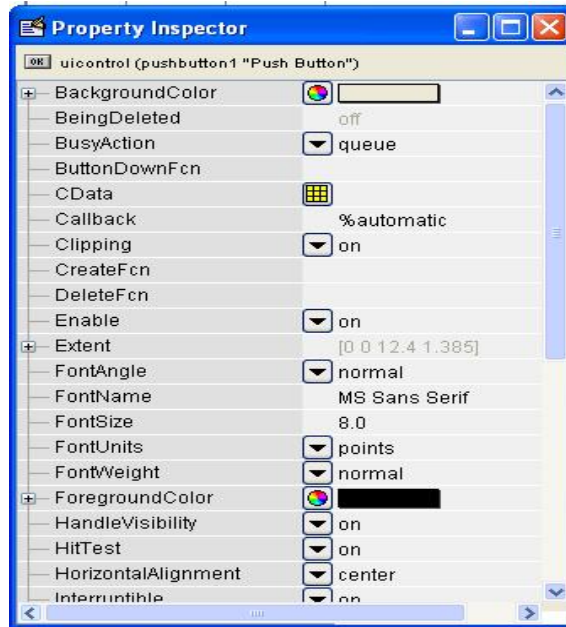 Property Inspector
OK uicontrol (pushbutton1 "Push Button")
BackgroundColor
BeingDeleted off
BusyAction queue
ButtonDownFcn
CData
Callback %automatic
Clipping on
CreateFcn
DeleteFcn
Enable on
Extent [0 0 12.4 1.385]
FontAngle normal
FontName MS Sans Serif
FontSize 8.0
FontUnits points
FontWeight normal
ForegroundColor
HandleVisibility on
HitTest on
HorizontalAlignment center
Interruptible on